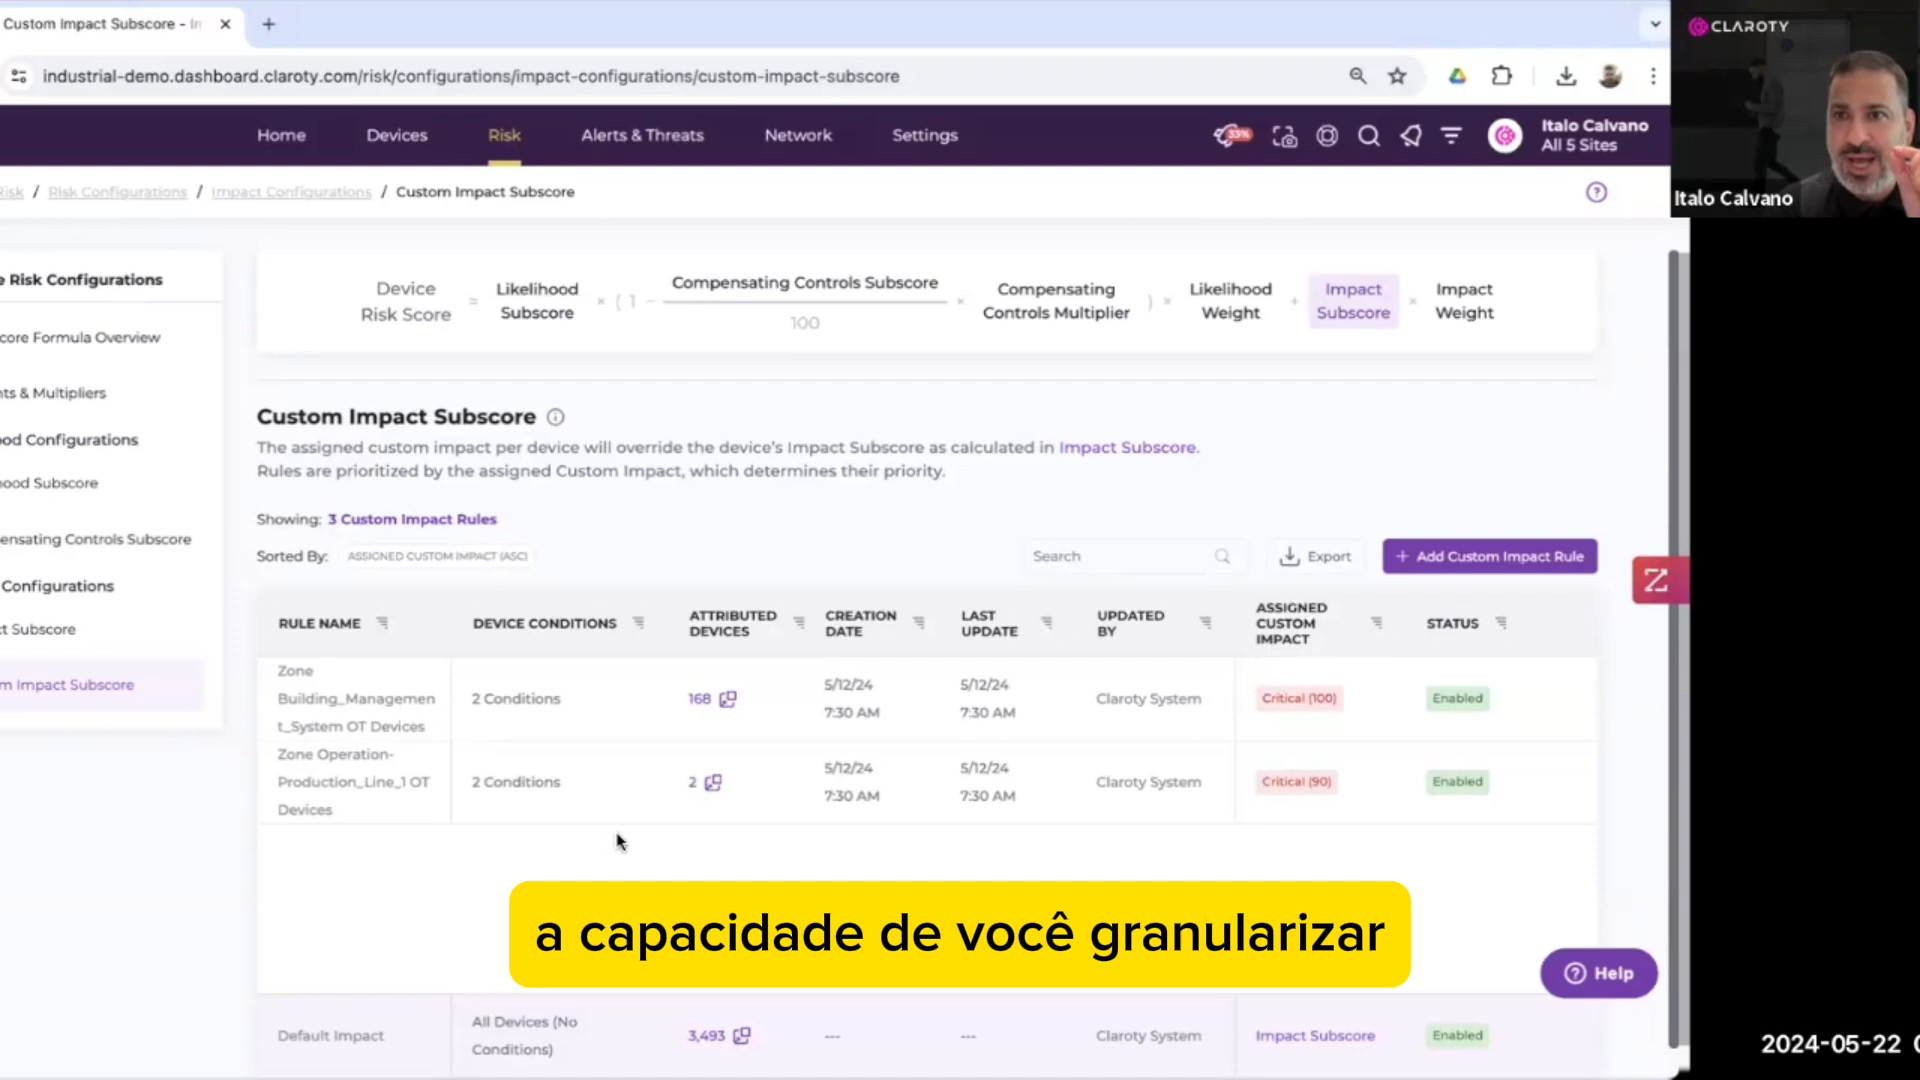 Custom Impact Subscore - In
industrial-demo.dashboard.claroty.com/risk/configurations/impact-configurations/custom-impact-subscore
CLAROTY
Home Devices Risk Alerts & Threats Network Settings
33%
Italo Calvano
All 5 Sites
Italo Calvano
Risk / Risk Configurations / Impact Configurations / Custom Impact Subscore
e Risk Configurations
core Formula Overview
nts & Multipliers
ood Configurations
hood Subscore
ensating Controls Subscore
Configurations
ct Subscore
m Impact Subscore
Device
Risk Score
=
Likelihood
Subscore
× ( 1 −
Compensating Controls Subscore
100
×
Compensating
Controls Multiplier
) ×
Likelihood
Weight
+
Impact
Subscore
×
Impact
Weight
Custom Impact Subscore
The assigned custom impact per device will override the device's Impact Subscore as calculated in Impact Subscore.
Rules are prioritized by the assigned Custom Impact, which determines their priority.
Showing: 3 Custom Impact Rules
Sorted By: ASSIGNED CUSTOM IMPACT (ASC)
Search
Export
+ Add Custom Impact Rule
RULE NAME
DEVICE CONDITIONS
ATTRIBUTED
DEVICES
CREATION
DATE
LAST
UPDATE
UPDATED
BY
ASSIGNED
CUSTOM
IMPACT
STATUS
Zone
Building_Managemen
t_System OT Devices
2 Conditions
168
5/12/24
7:30 AM
5/12/24
7:30 AM
Claroty System
Critical (100)
Enabled
Zone Operation-
Production_Line_1 OT
Devices
2 Conditions
2
5/12/24
7:30 AM
5/12/24
7:30 AM
Claroty System
Critical (90)
Enabled
a capacidade de você granularizar
Help
Default Impact
All Devices (No
Conditions)
3,493
---
---
Claroty System
Impact Subscore
Enabled
2024-05-22